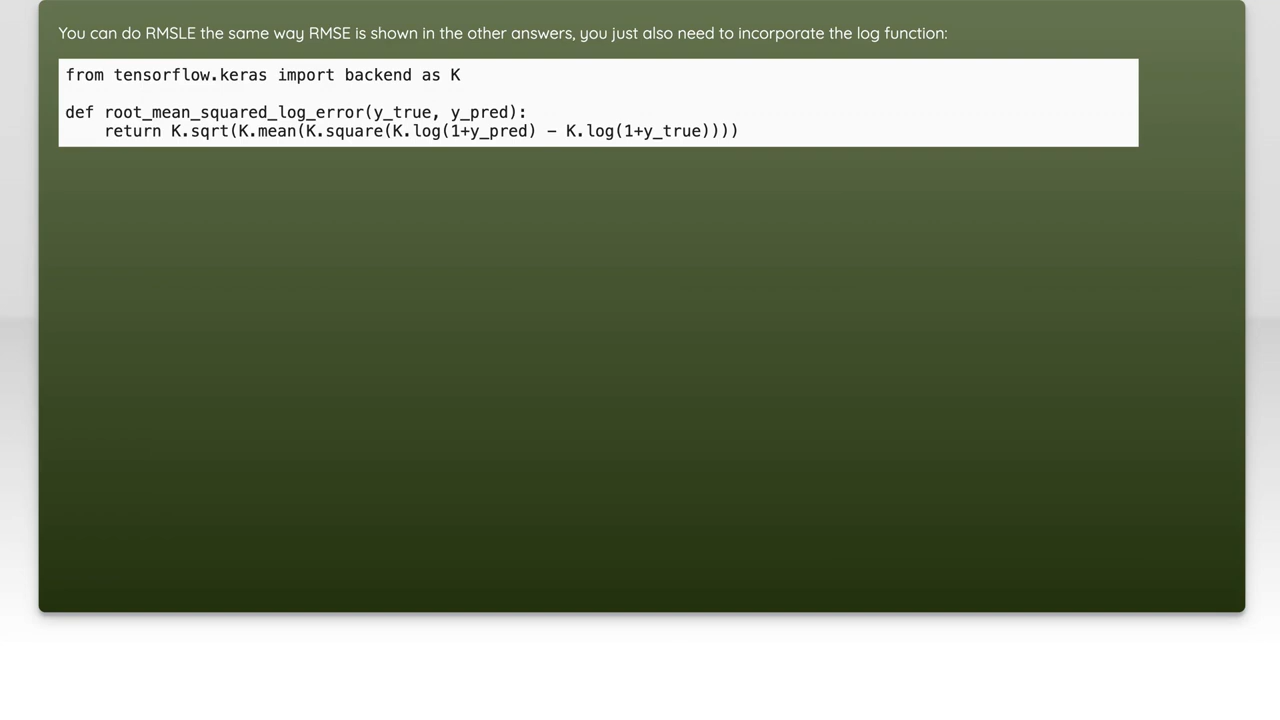 You can do RMSLE the same way RMSE is shown in the other answers, you just also need to incorporate the log function:
from tensorflow.keras import backend as K
def root_mean_squared_log_error(y_true, y_pred):
    return K.sqrt(K.mean(K.square(K.log(1+y_pred) - K.log(1+y_true))))